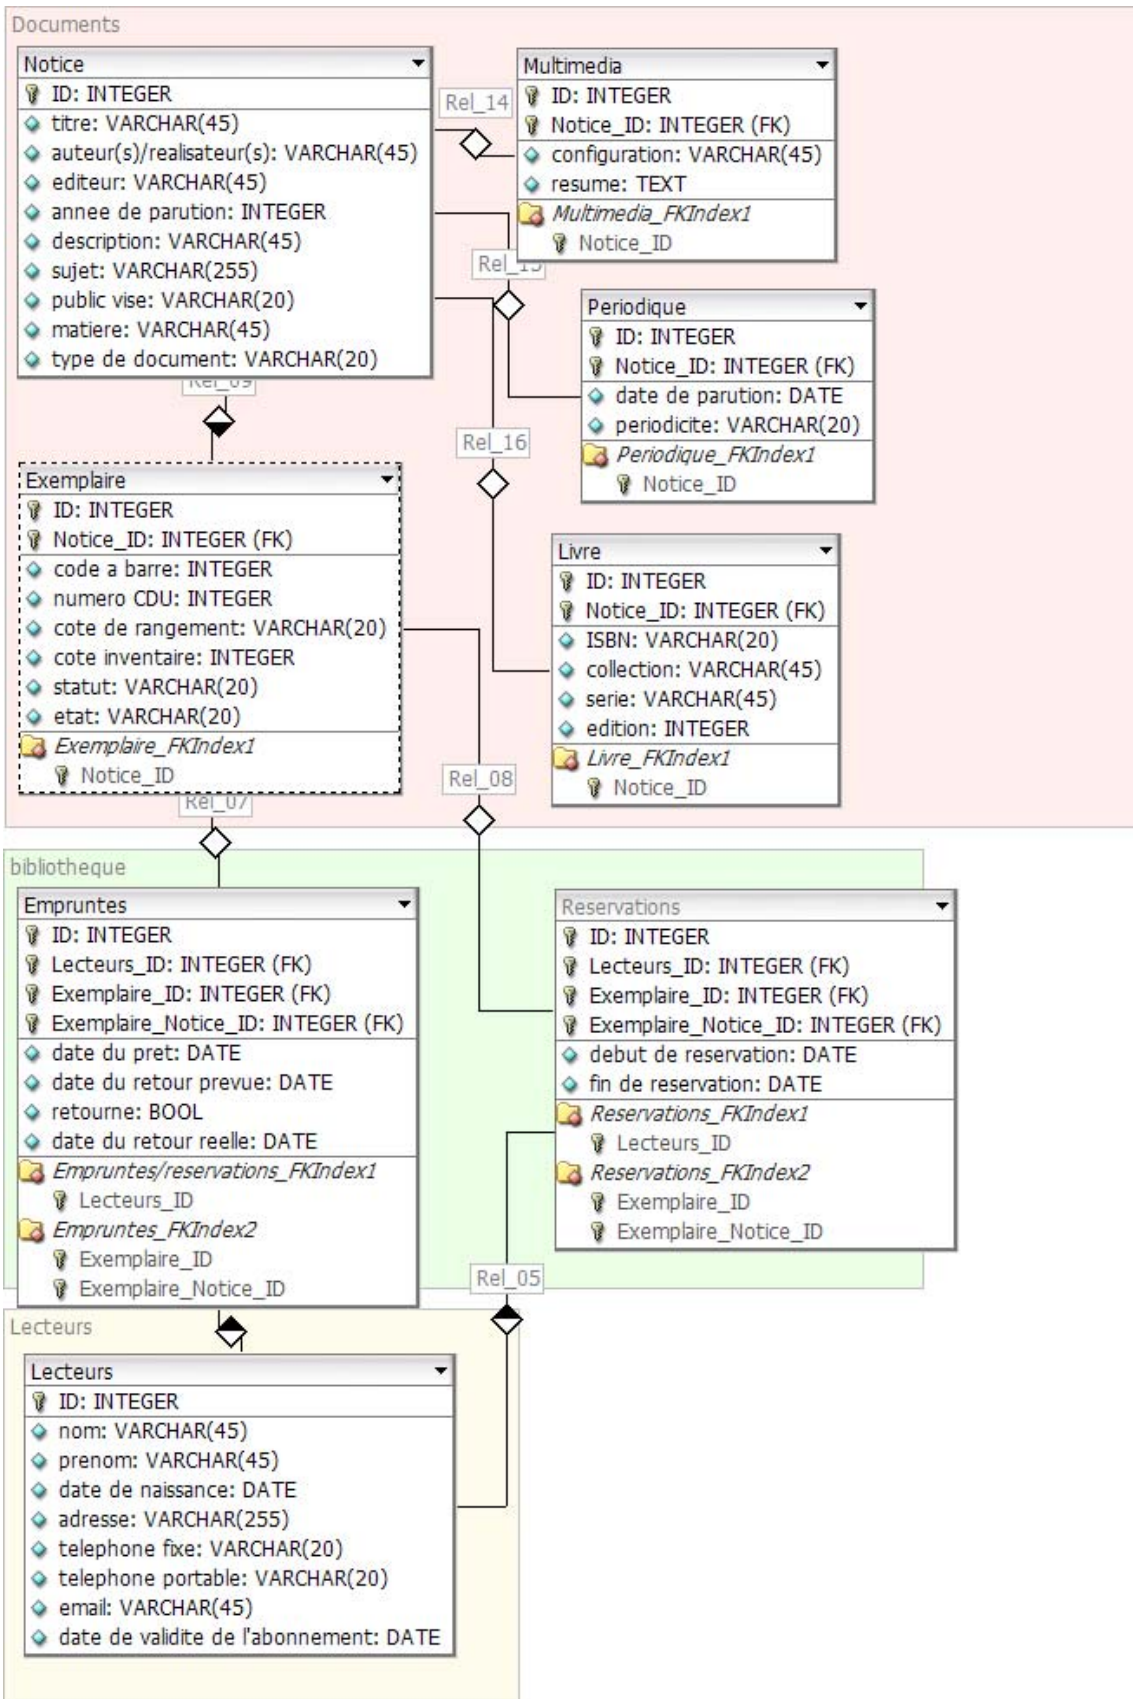 Documents
Notice
ID: INTEGER
titre: VARCHAR(45)
auteur(s)/realisateur(s): VARCHAR(45)
editeur: VARCHAR(45)
annee de parution: INTEGER
description: VARCHAR(45)
sujet: VARCHAR(255)
public vise: VARCHAR(20)
matiere: VARCHAR(45)
type de document: VARCHAR(20)
Rel_14
Multimedia
ID: INTEGER
Notice_ID: INTEGER (FK)
configuration: VARCHAR(45)
resume: TEXT
Multimedia_FKIndex1
Notice_ID
Rel_15
Periodique
ID: INTEGER
Notice_ID: INTEGER (FK)
date de parution: DATE
periodicite: VARCHAR(20)
Periodique_FKIndex1
Notice_ID
Rel_09
Rel_16
Exemplaire
ID: INTEGER
Notice_ID: INTEGER (FK)
code a barre: INTEGER
numero CDU: INTEGER
cote de rangement: VARCHAR(20)
cote inventaire: INTEGER
statut: VARCHAR(20)
etat: VARCHAR(20)
Exemplaire_FKIndex1
Notice_ID
Livre
ID: INTEGER
Notice_ID: INTEGER (FK)
ISBN: VARCHAR(20)
collection: VARCHAR(45)
serie: VARCHAR(45)
edition: INTEGER
Livre_FKIndex1
Notice_ID
Rel_08
Rel_07
bibliotheque
Empruntes
ID: INTEGER
Lecteurs_ID: INTEGER (FK)
Exemplaire_ID: INTEGER (FK)
Exemplaire_Notice_ID: INTEGER (FK)
date du pret: DATE
date du retour prevue: DATE
retourne: BOOL
date du retour reelle: DATE
Empruntes/reservations_FKIndex1
Lecteurs_ID
Empruntes_FKIndex2
Exemplaire_ID
Exemplaire_Notice_ID
Reservations
ID: INTEGER
Lecteurs_ID: INTEGER (FK)
Exemplaire_ID: INTEGER (FK)
Exemplaire_Notice_ID: INTEGER (FK)
debut de reservation: DATE
fin de reservation: DATE
Reservations_FKIndex1
Lecteurs_ID
Reservations_FKIndex2
Exemplaire_ID
Exemplaire_Notice_ID
Rel_05
Lecteurs
Lecteurs
ID: INTEGER
nom: VARCHAR(45)
prenom: VARCHAR(45)
date de naissance: DATE
adresse: VARCHAR(255)
telephone fixe: VARCHAR(20)
telephone portable: VARCHAR(20)
email: VARCHAR(45)
date de validite de l'abonnement: DATE